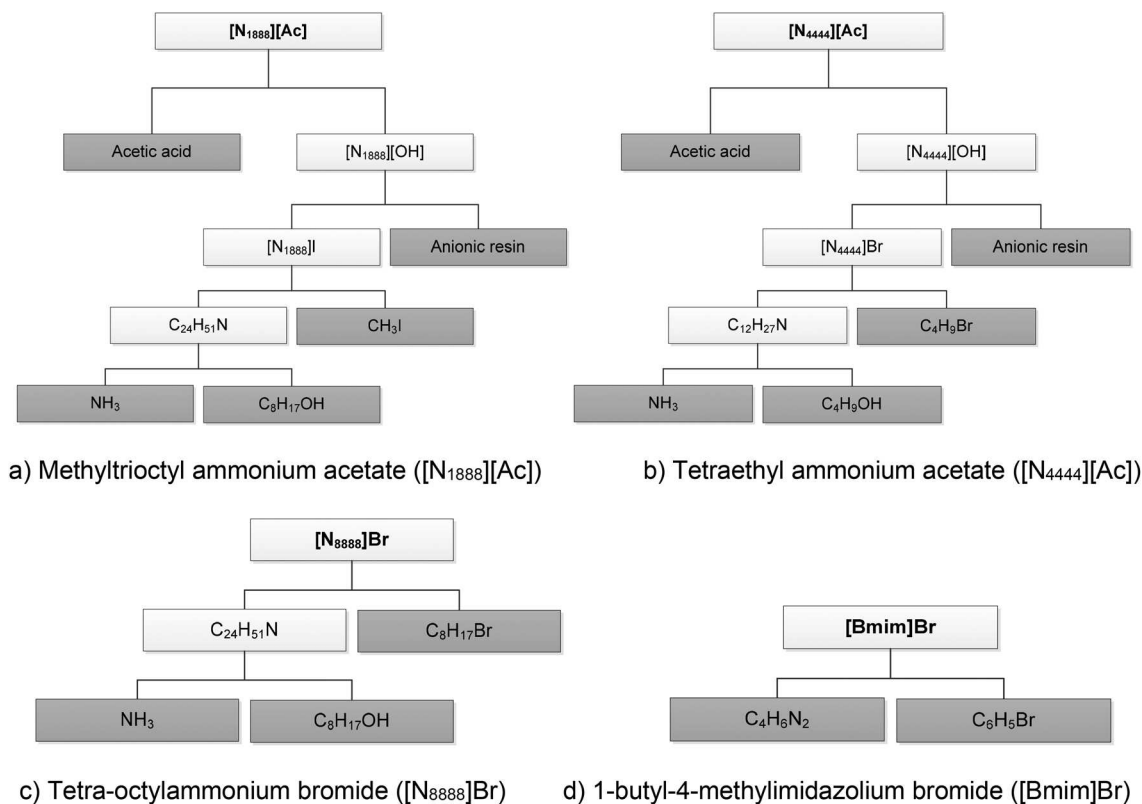 [N₁₈₈₈][Ac]
Acetic acid
[N₁₈₈₈][OH]
[N₁₈₈₈]I
Anionic resin
C₂₄H₅₁N
CH₃I
NH₃
C₈H₁₇OH
a) Methyltrioctyl ammonium acetate ([N₁₈₈₈][Ac])
[N₄₄₄₄][Ac]
Acetic acid
[N₄₄₄₄][OH]
[N₄₄₄₄]Br
Anionic resin
C₁₂H₂₇N
C₄H₉Br
NH₃
C₄H₉OH
b) Tetraethyl ammonium acetate ([N₄₄₄₄][Ac])
[N₈₈₈₈]Br
C₂₄H₅₁N
C₈H₁₇Br
NH₃
C₈H₁₇OH
c) Tetra-octylammonium bromide ([N₈₈₈₈]Br)
[Bmim]Br
C₄H₆N₂
C₆H₅Br
d) 1-butyl-4-methylimidazolium bromide ([Bmim]Br)